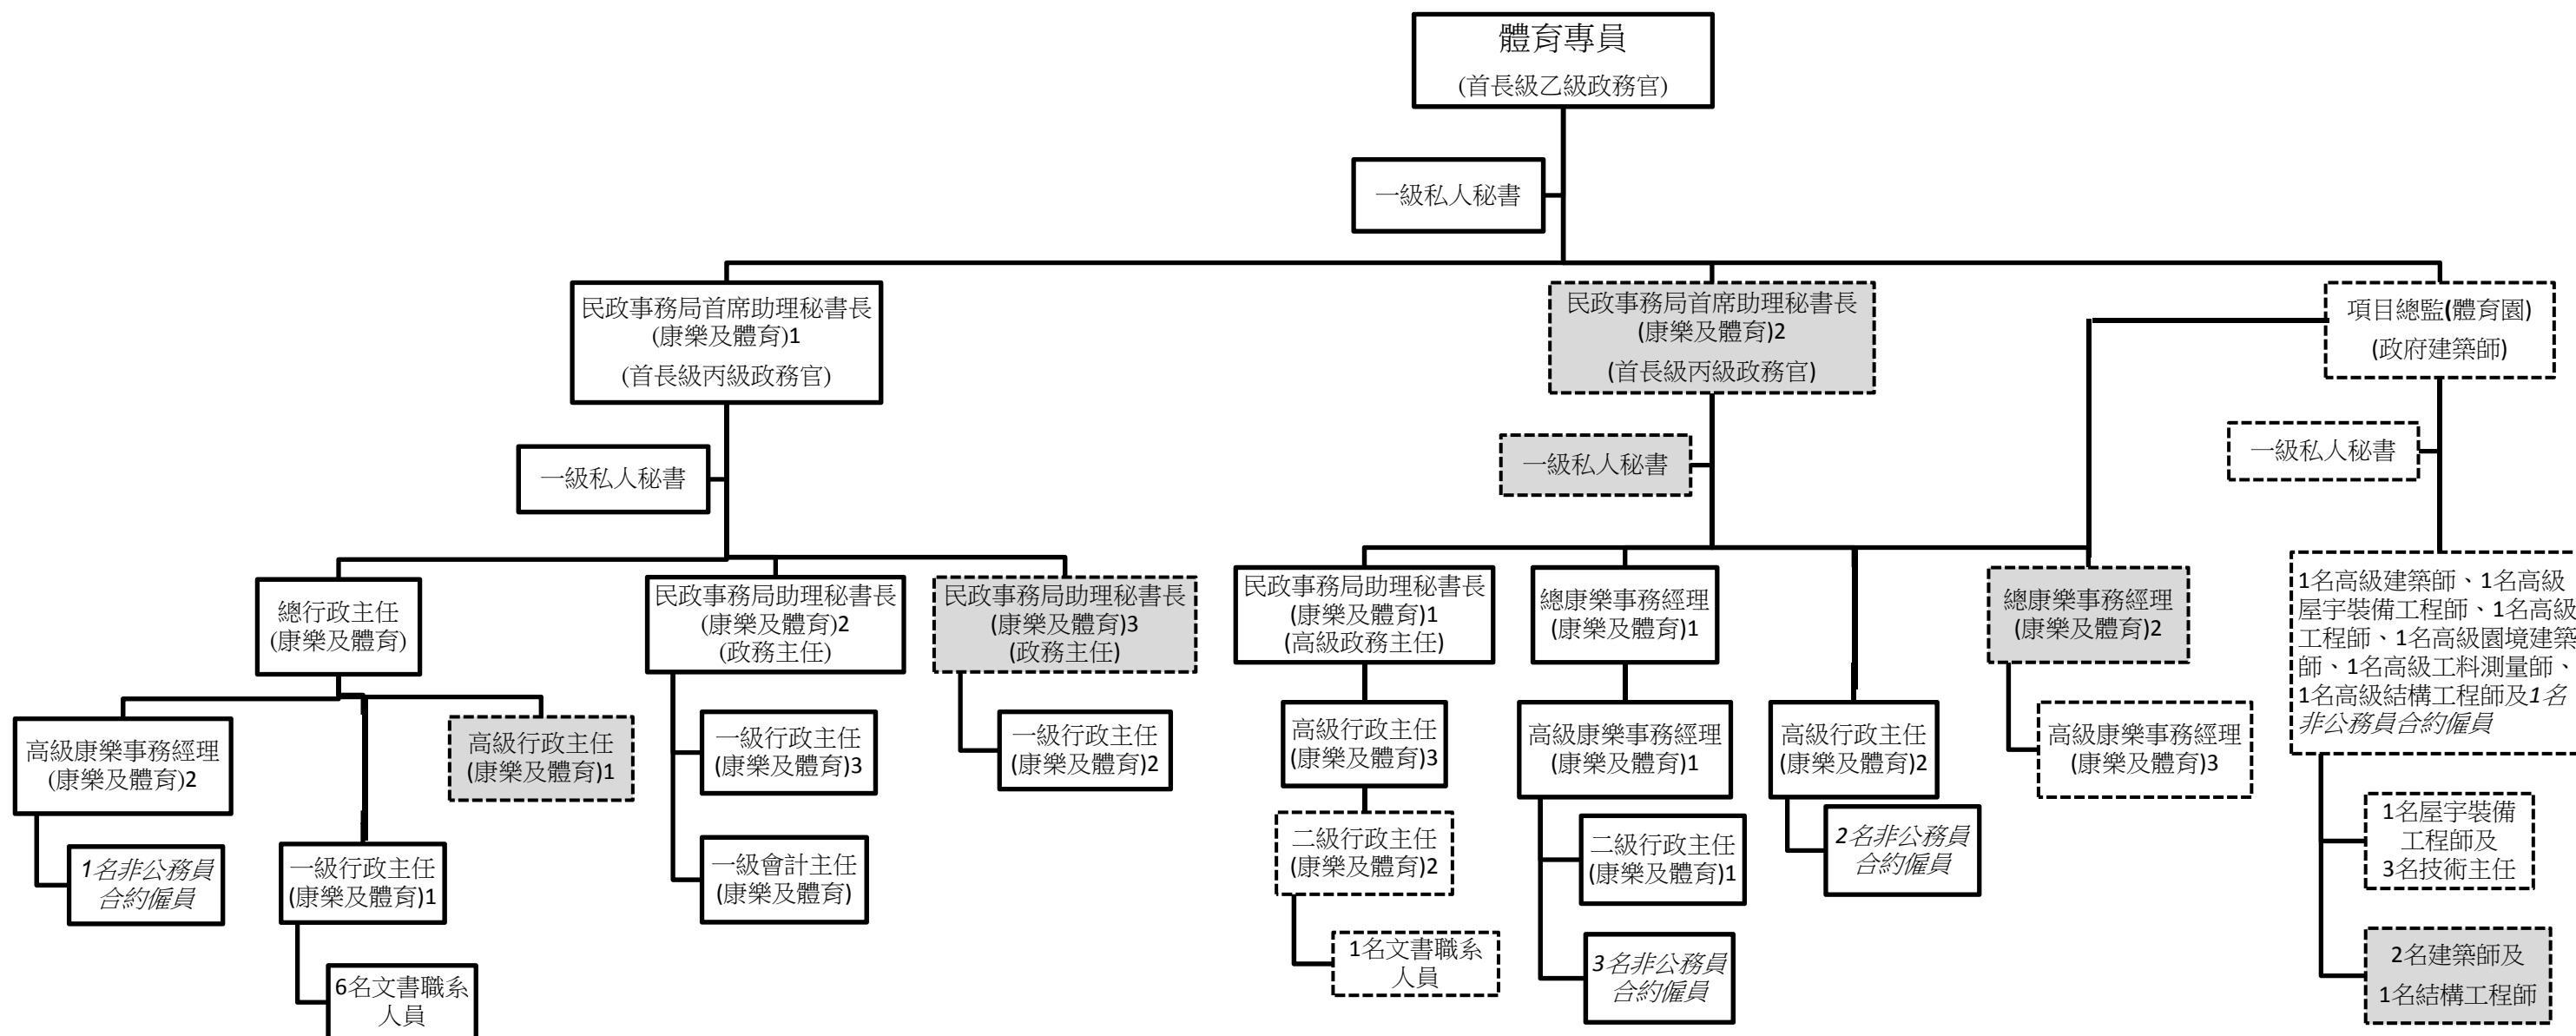 體育專員
(首長級乙級政務官)
一級私人秘書
民政事務局首席助理秘書長
(康樂及體育)1
(首長級丙級政務官)
民政事務局首席助理秘書長
(康樂及體育)2
(首長級丙級政務官)
項目總監(體育園)
(政府建築師)
一級私人秘書
一級私人秘書
一級私人秘書
總行政主任
(康樂及體育)
民政事務局助理秘書長
(康樂及體育)2
(政務主任)
民政事務局助理秘書長
(康樂及體育)3
(政務主任)
民政事務局助理秘書長
(康樂及體育)1
(高級政務主任)
總康樂事務經理
(康樂及體育)1
總康樂事務經理
(康樂及體育)2
1名高級建築師、1名高級
屋宇裝備工程師、1名高級
工程師、1名高級園境建築
師、1名高級工料測量師、
1名高級結構工程師及1名
非公務員合約僱員
高級康樂事務經理
(康樂及體育)2
高級行政主任
(康樂及體育)1
一級行政主任
(康樂及體育)3
一級行政主任
(康樂及體育)2
高級行政主任
(康樂及體育)3
高級康樂事務經理
(康樂及體育)1
高級行政主任
(康樂及體育)2
高級康樂事務經理
(康樂及體育)3
1名非公務員
合約僱員
一級行政主任
(康樂及體育)1
一級會計主任
(康樂及體育)
二級行政主任
(康樂及體育)2
二級行政主任
(康樂及體育)1
2名非公務員
合約僱員
1名屋宇裝備
工程師及
3名技術主任
6名文書職系
人員
1名文書職系
人員
3名非公務員
合約僱員
2名建築師及
1名結構工程師